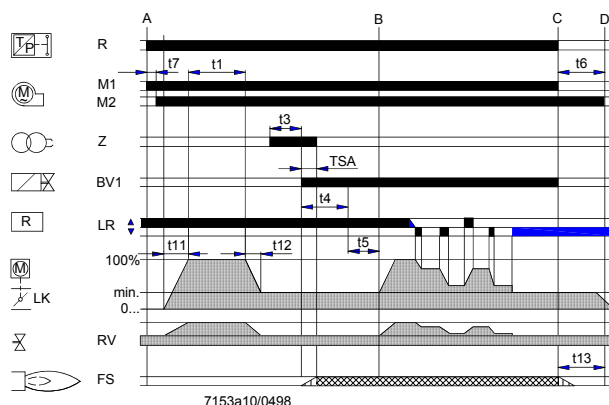 A B C D
TP R
t7 t1 t6
M1
M M2
t3
Z
TSA
BV1
t4
R LR
t5
t11 t12
100%
M
min.
LK
0...
RV
t13
FS
7153a10/0498